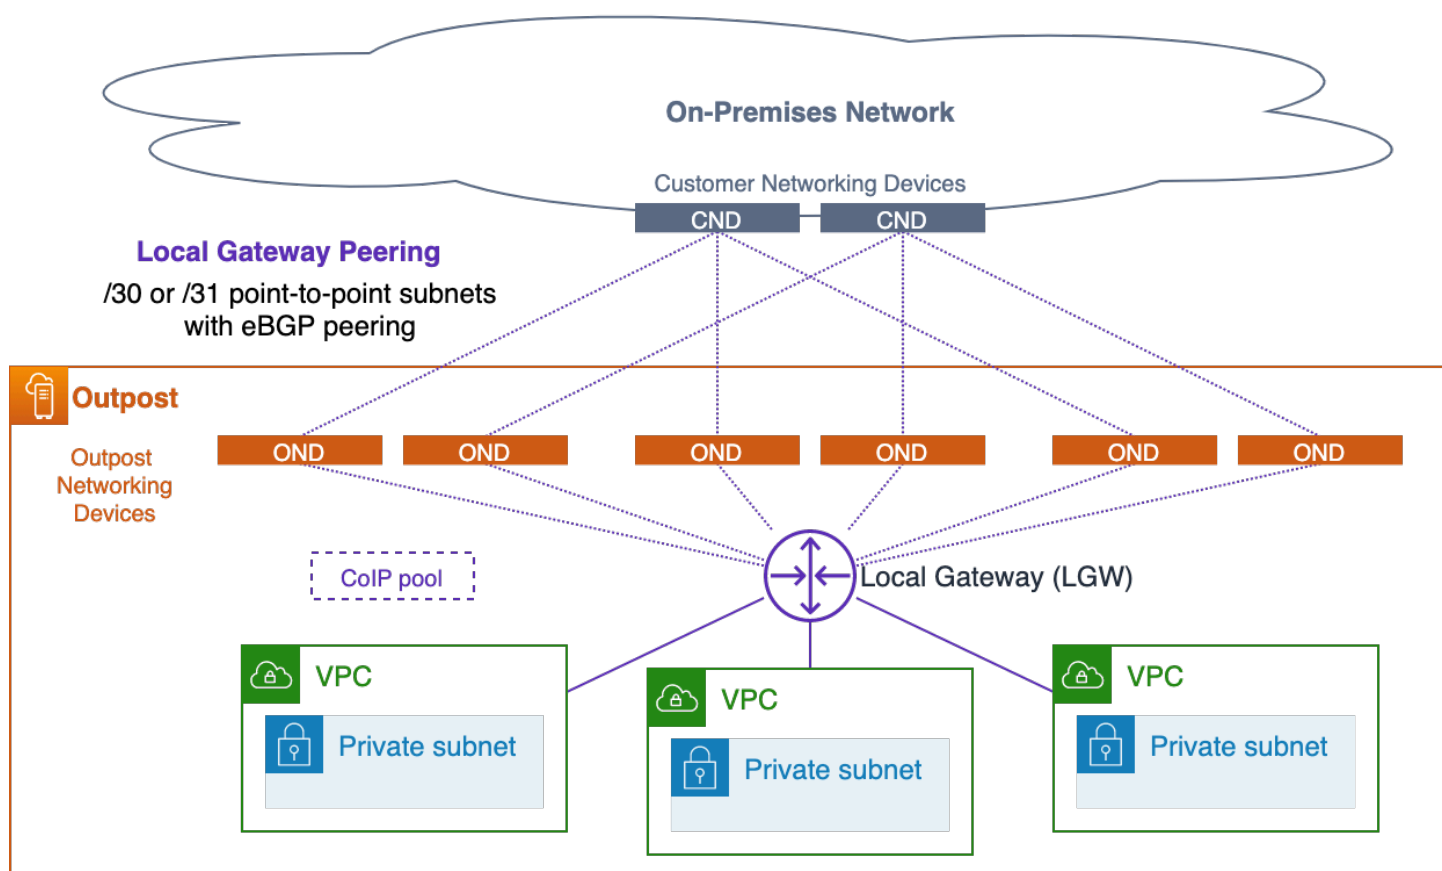 On-Premises Network
Customer Networking Devices
CND
CND
Local Gateway Peering
/30 or /31 point-to-point subnets
with eBGP peering
Outpost
Outpost
Networking
Devices
OND
OND
OND
OND
OND
OND
CoIP pool
Local Gateway (LGW)
VPC
Private subnet
VPC
Private subnet
VPC
Private subnet